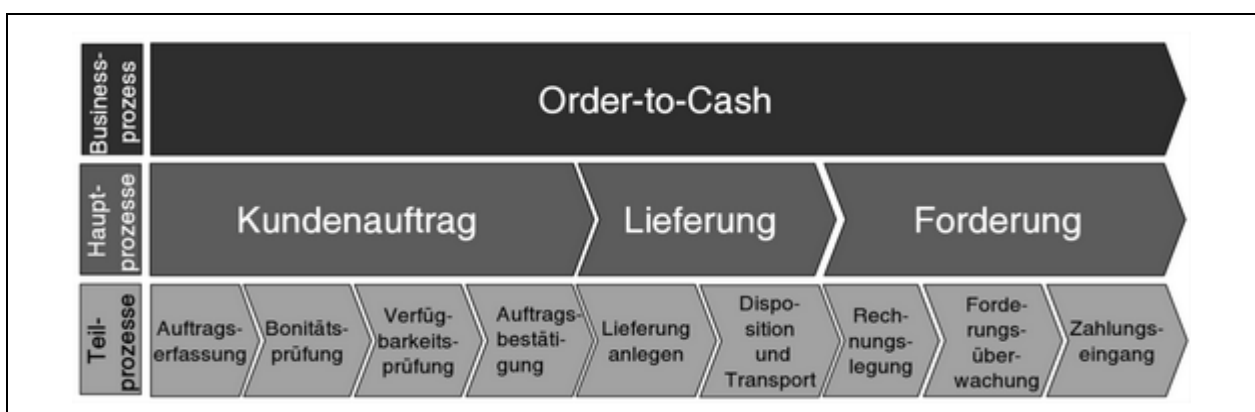 Business-
prozess
Order-to-Cash
Haupt-
prozesse
Kundenauftrag
Lieferung
Forderung
Teil-
prozesse
Auftrags-
erfassung
Bonitäts-
prüfung
Verfüg-
barkeits-
prüfung
Auftrags-
bestäti-
gung
Lieferung
anlegen
Dispo-
sition
und
Transport
Rech-
nungs-
legung
Forde-
rungs-
über-
wachung
Zahlungs-
eingang